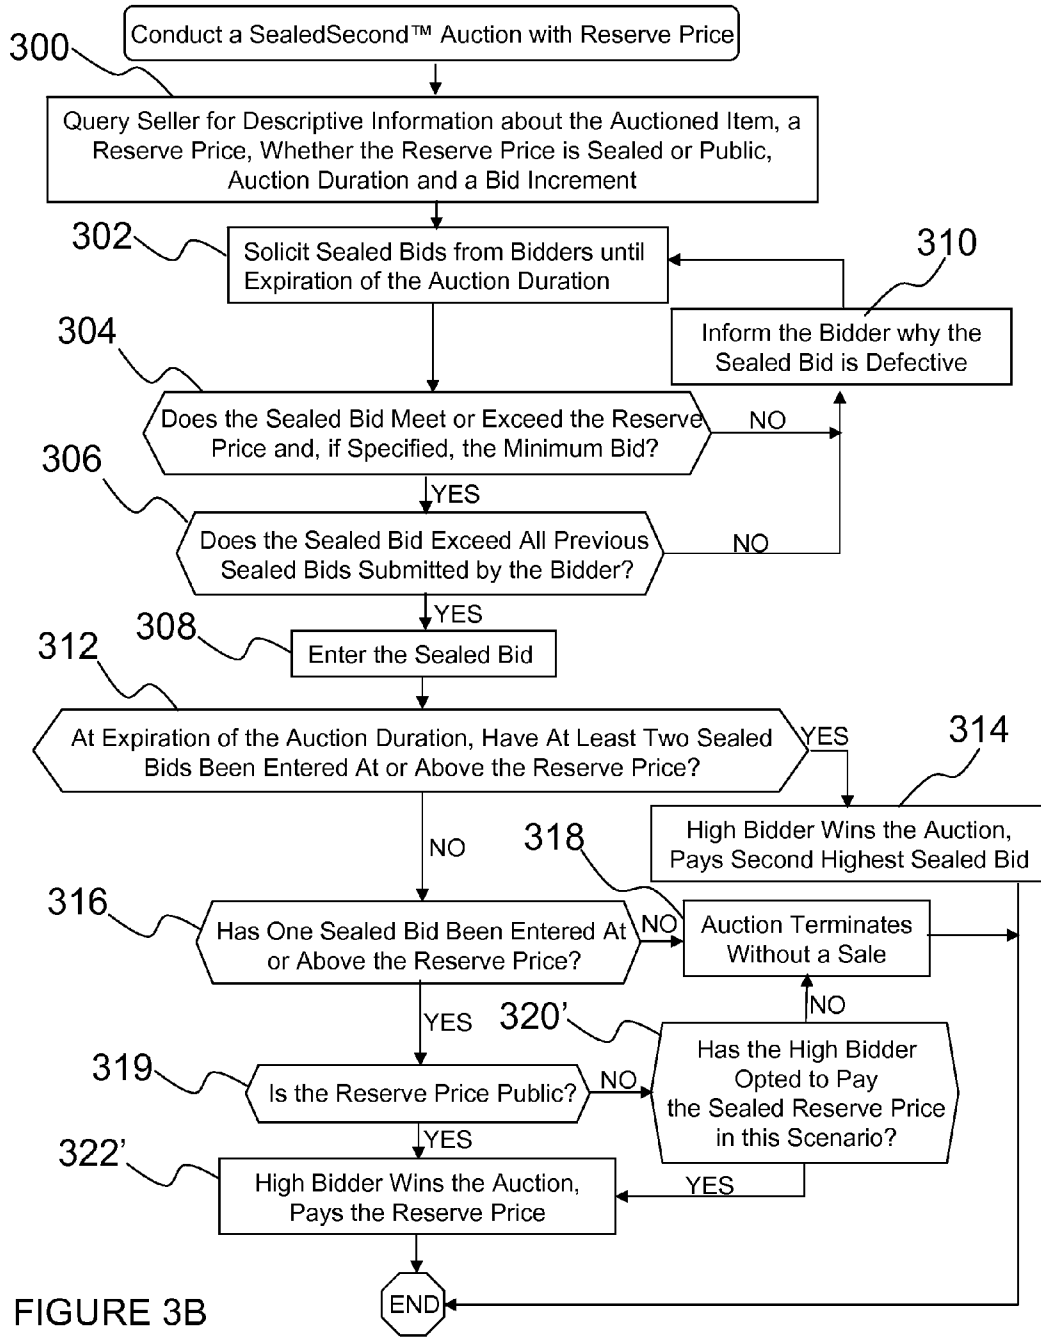 Conduct a SealedSecond™ Auction with Reserve Price
300
Query Seller for Descriptive Information about the Auctioned Item, a
Reserve Price, Whether the Reserve Price is Sealed or Public,
Auction Duration and a Bid Increment
302
Solicit Sealed Bids from Bidders until
Expiration of the Auction Duration
310
Inform the Bidder why the
Sealed Bid is Defective
304
Does the Sealed Bid Meet or Exceed the Reserve
Price and, if Specified, the Minimum Bid?
NO
YES
306
Does the Sealed Bid Exceed All Previous
Sealed Bids Submitted by the Bidder?
NO
YES
308
Enter the Sealed Bid
312
At Expiration of the Auction Duration, Have At Least Two Sealed
Bids Been Entered At or Above the Reserve Price?
YES
314
High Bidder Wins the Auction,
Pays Second Highest Sealed Bid
NO
316
Has One Sealed Bid Been Entered At
or Above the Reserve Price?
NO
318
Auction Terminates
Without a Sale
YES
319
Is the Reserve Price Public?
NO
320’
Has the High Bidder
Opted to Pay
the Sealed Reserve Price
in this Scenario?
NO
YES
YES
322’
High Bidder Wins the Auction,
Pays the Reserve Price
END
FIGURE 3B